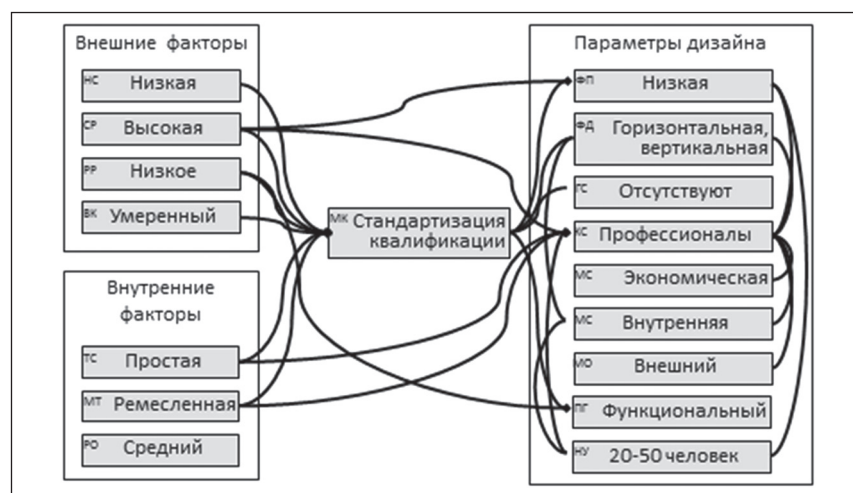 Внешние факторы
НС Низкая
СР Высокая
РР Низкое
ВК Умеренный
Внутренние
факторы
ТС Простая
МТ Ремесленная
РО Средний
МК Стандартизация
квалификации
Параметры дизайна
ФП Низкая
ФД Горизонтальная,
вертикальная
ГС Отсутствуют
КС Профессионалы
МС Экономическая
МС Внутренняя
МО Внешний
ПГ Функциональный
НУ 20-50 человек